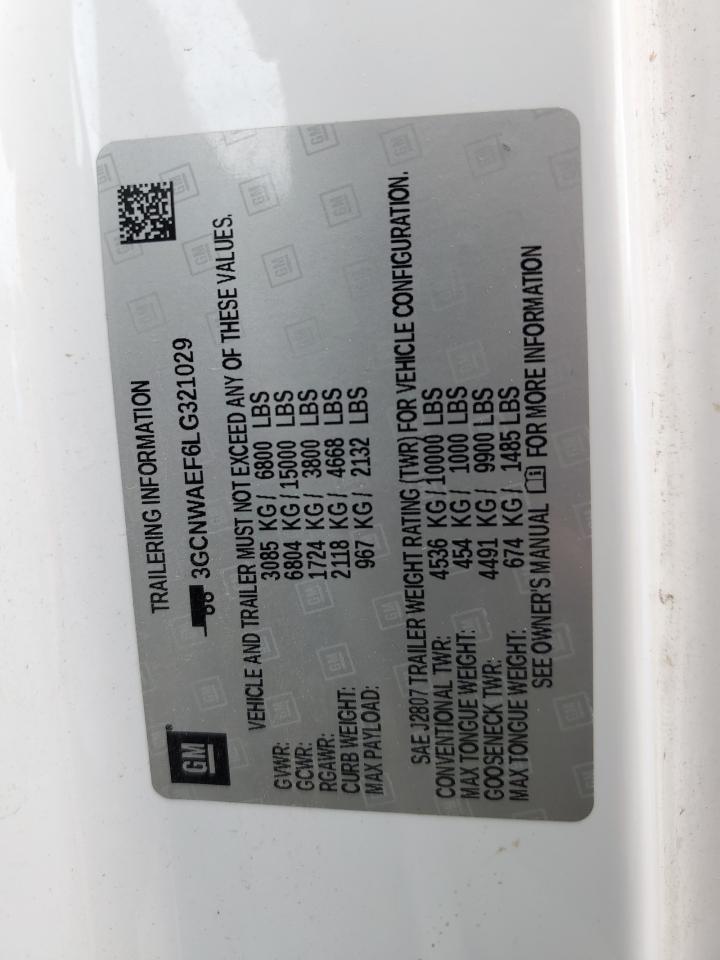 GM
TRAILERING INFORMATION
3GCNWAEF6LG321029
VEHICLE AND TRAILER MUST NOT EXCEED ANY OF THESE VALUES.
GVWR: 3085 KG / 6800 LBS
GCWR: 6804 KG / 15000 LBS
RGAWR: 1724 KG / 3800 LBS
CURB WEIGHT: 2118 KG / 4668 LBS
MAX PAYLOAD: 967 KG / 2132 LBS
SAE J2807 TRAILER WEIGHT RATING (TWR) FOR VEHICLE CONFIGURATION.
CONVENTIONAL TWR: 4536 KG / 10000 LBS
MAX TONGUE WEIGHT: 454 KG / 1000 LBS
GOOSENECK TWR: 4491 KG / 9900 LBS
MAX TONGUE WEIGHT: 674 KG / 1485 LBS
SEE OWNER'S MANUAL FOR MORE INFORMATION